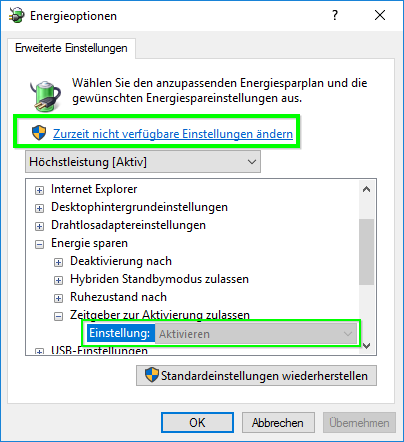 Energieoptionen
Erweiterte Einstellungen
Wählen Sie den anzupassenden Energiesparplan und die
gewünschten Energiespareinstellungen aus.
Zurzeit nicht verfügbare Einstellungen ändern
Höchstleistung [Aktiv]
Internet Explorer
Desktophintergrundeinstellungen
Drahtlosadaptereinstellungen
Energie sparen
Deaktivierung nach
Hybriden Standbymodus zulassen
Ruhezustand nach
Zeitgeber zur Aktivierung zulassen
Einstellung: Aktivieren
USB-Einstellungen
Standardeinstellungen wiederherstellen
OK Abbrechen Übernehmen